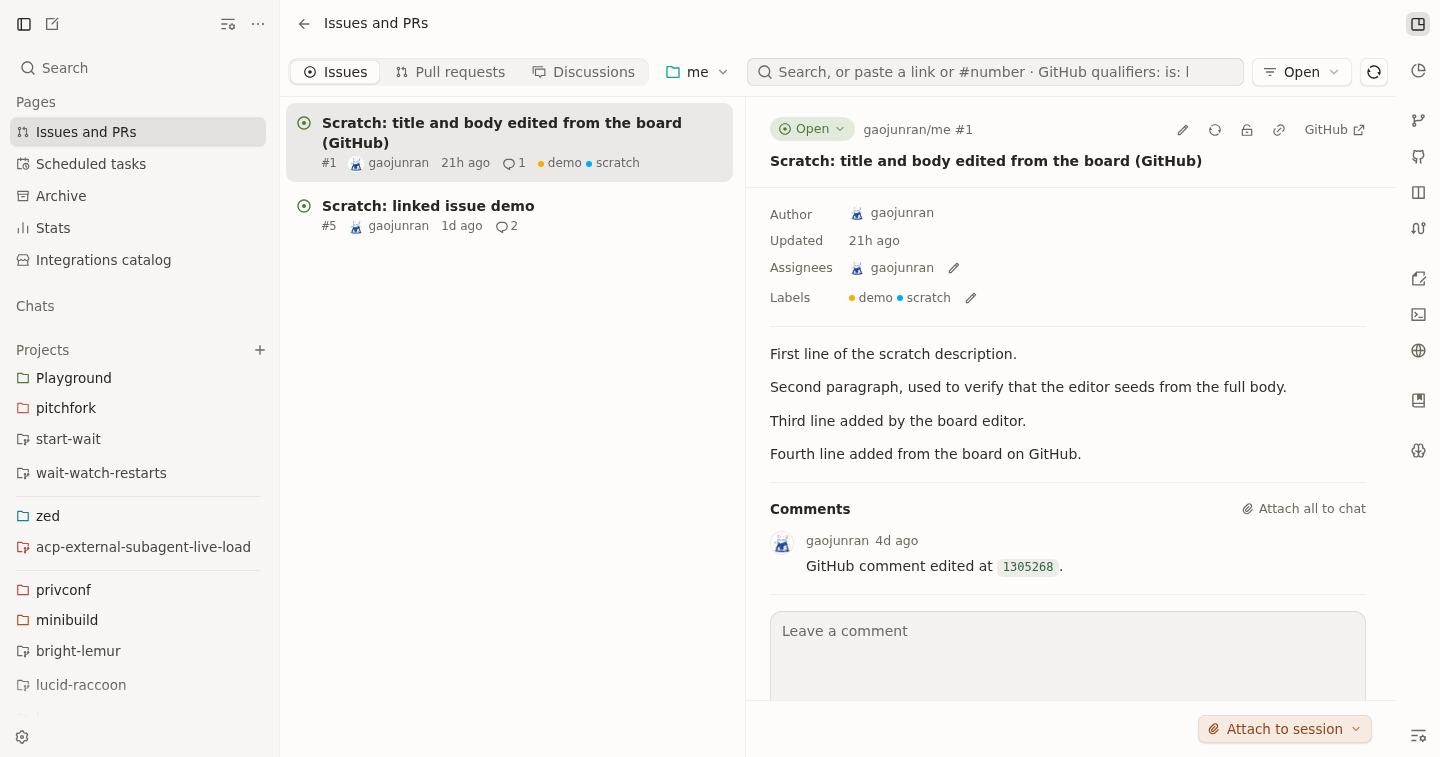 Issues and PRs
Search
Pages
Issues and PRs
Scheduled tasks
Archive
Stats
Integrations catalog
Chats
Projects
Playground
pitchfork
start-wait
wait-watch-restarts
zed
acp-external-subagent-live-load
privconf
minibuild
bright-lemur
lucid-raccoon
Issues
Pull requests
Discussions
me
Search, or paste a link or #number · GitHub qualifiers: is: l
Open
Scratch: title and body edited from the board
(GitHub)
#1 gaojunran 21h ago 1 demo scratch
Scratch: linked issue demo
#5 gaojunran 1d ago 2
Open gaojunran/me #1 GitHub
Scratch: title and body edited from the board (GitHub)
Author gaojunran
Updated 21h ago
Assignees gaojunran
Labels demo scratch
First line of the scratch description.
Second paragraph, used to verify that the editor seeds from the full body.
Third line added by the board editor.
Fourth line added from the board on GitHub.
Comments Attach all to chat
gaojunran 4d ago
GitHub comment edited at 1305268.
Leave a comment
Attach to session